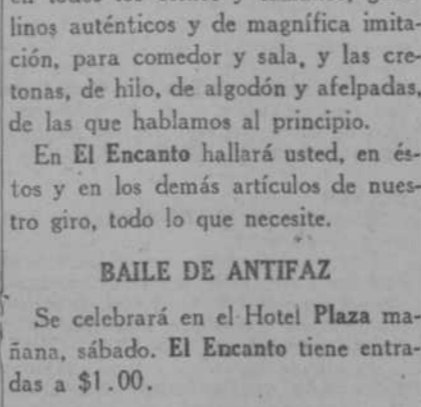 linos auténticos y de magnífica imita-
ción, para comedor y sala, y las cre-
tonas, de hilo, de algodón y afelpadas,
de las que hablamos al principio.
En El Encanto hallará usted, en és-
tos y en los demás artículos de nues-
tro giro, todo lo que necesite.
BAILE DE ANTIFAZ
Se celebrará en el Hotel Plaza ma-
ñana, sábado. El Encanto tiene entra-
das a $1.00.